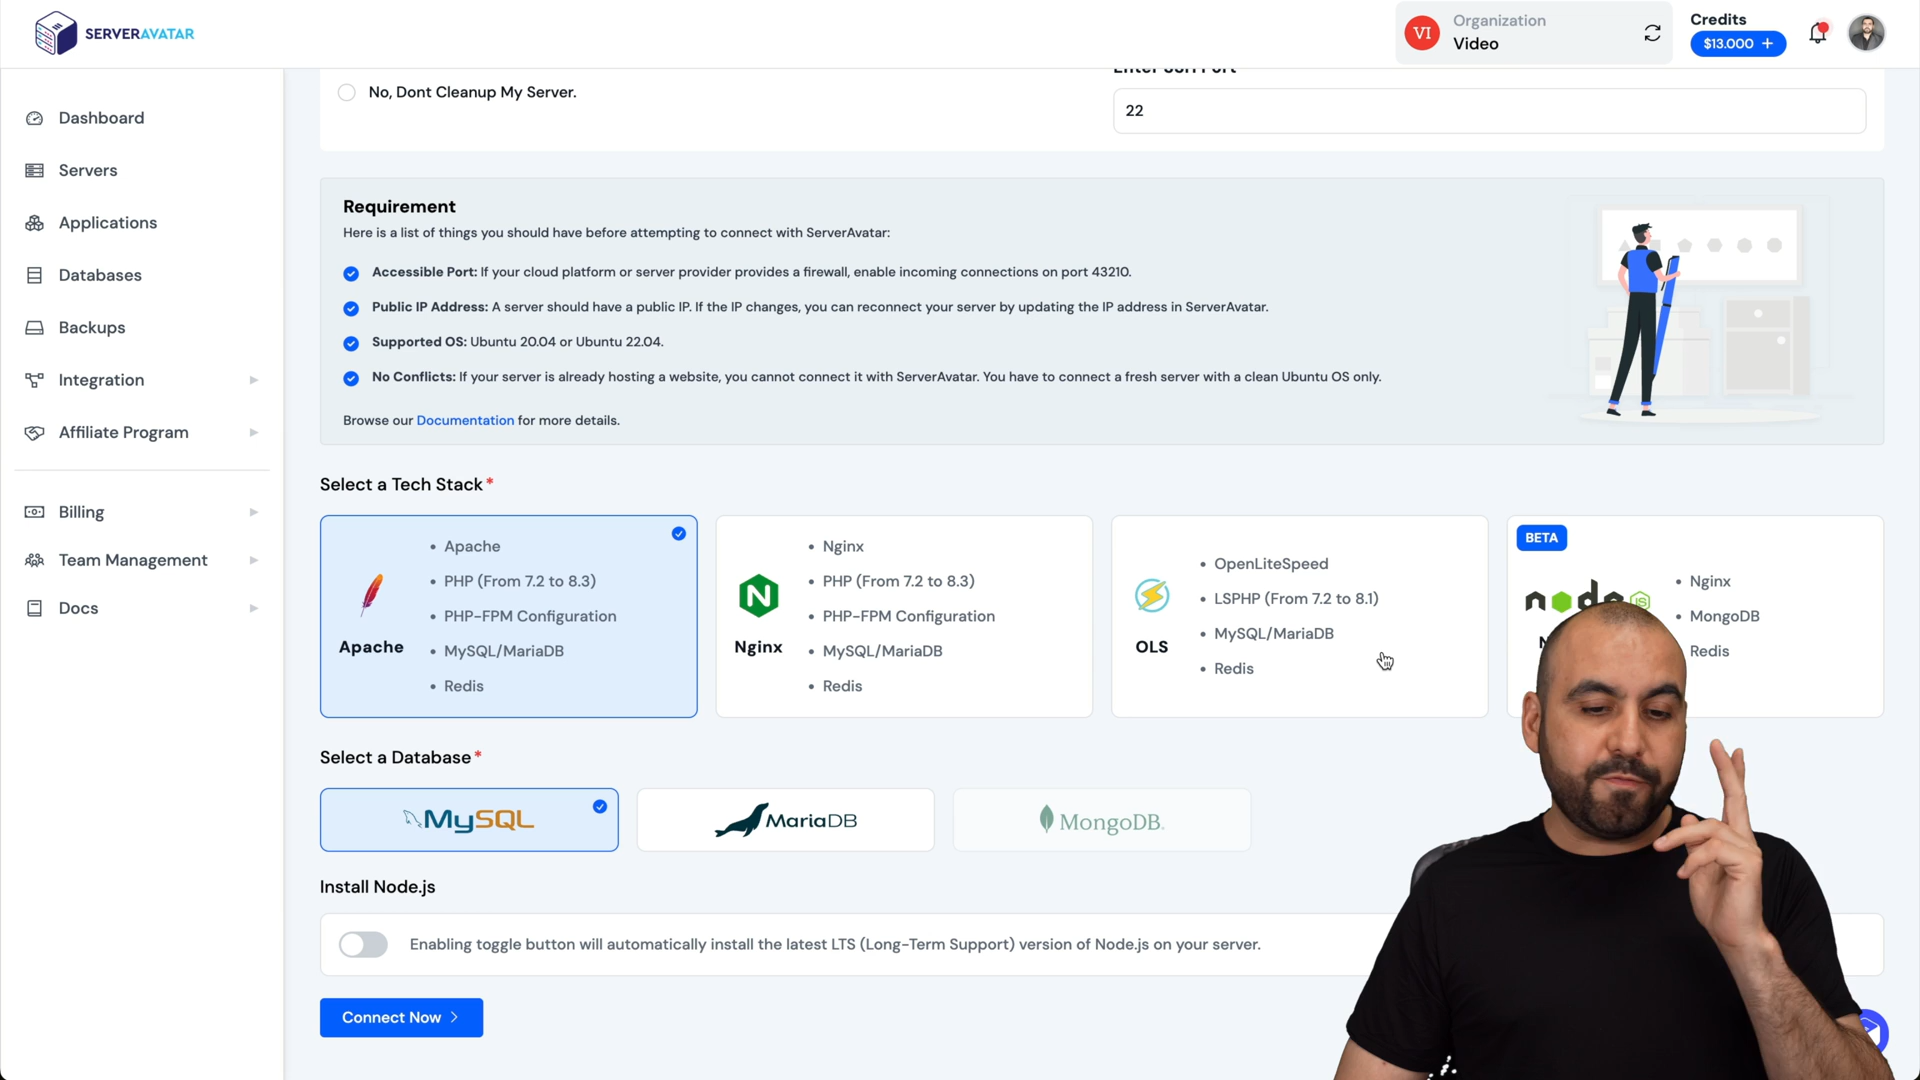 SERVERAVATAR
VI
Organization
Video
Credits
$13.000 +
Dashboard
Servers
Applications
Databases
Backups
Integration
Affiliate Program
Billing
Team Management
Docs
No, Dont Cleanup My Server.
Enter SSH Port
22
Requirement
Here is a list of things you should have before attempting to connect with ServerAvatar:
Accessible Port: If your cloud platform or server provider provides a firewall, enable incoming connections on port 43210.
Public IP Address: A server should have a public IP. If the IP changes, you can reconnect your server by updating the IP address in ServerAvatar.
Supported OS: Ubuntu 20.04 or Ubuntu 22.04.
No Conflicts: If your server is already hosting a website, you cannot connect it with ServerAvatar. You have to connect a fresh server with a clean Ubuntu OS only.
Browse our Documentation for more details.
Select a Tech Stack*
Apache
• Apache
• PHP (From 7.2 to 8.3)
• PHP-FPM Configuration
• MySQL/MariaDB
• Redis
Nginx
• Nginx
• PHP (From 7.2 to 8.3)
• PHP-FPM Configuration
• MySQL/MariaDB
• Redis
OLS
• OpenLiteSpeed
• LSPHP (From 7.2 to 8.1)
• MySQL/MariaDB
• Redis
BETA
node
JS
• Nginx
• MongoDB
Redis
Select a Database*
MySQL
MariaDB
MongoDB.
Install Node.js
Enabling toggle button will automatically install the latest LTS (Long-Term Support) version of Node.js on your server.
Connect Now